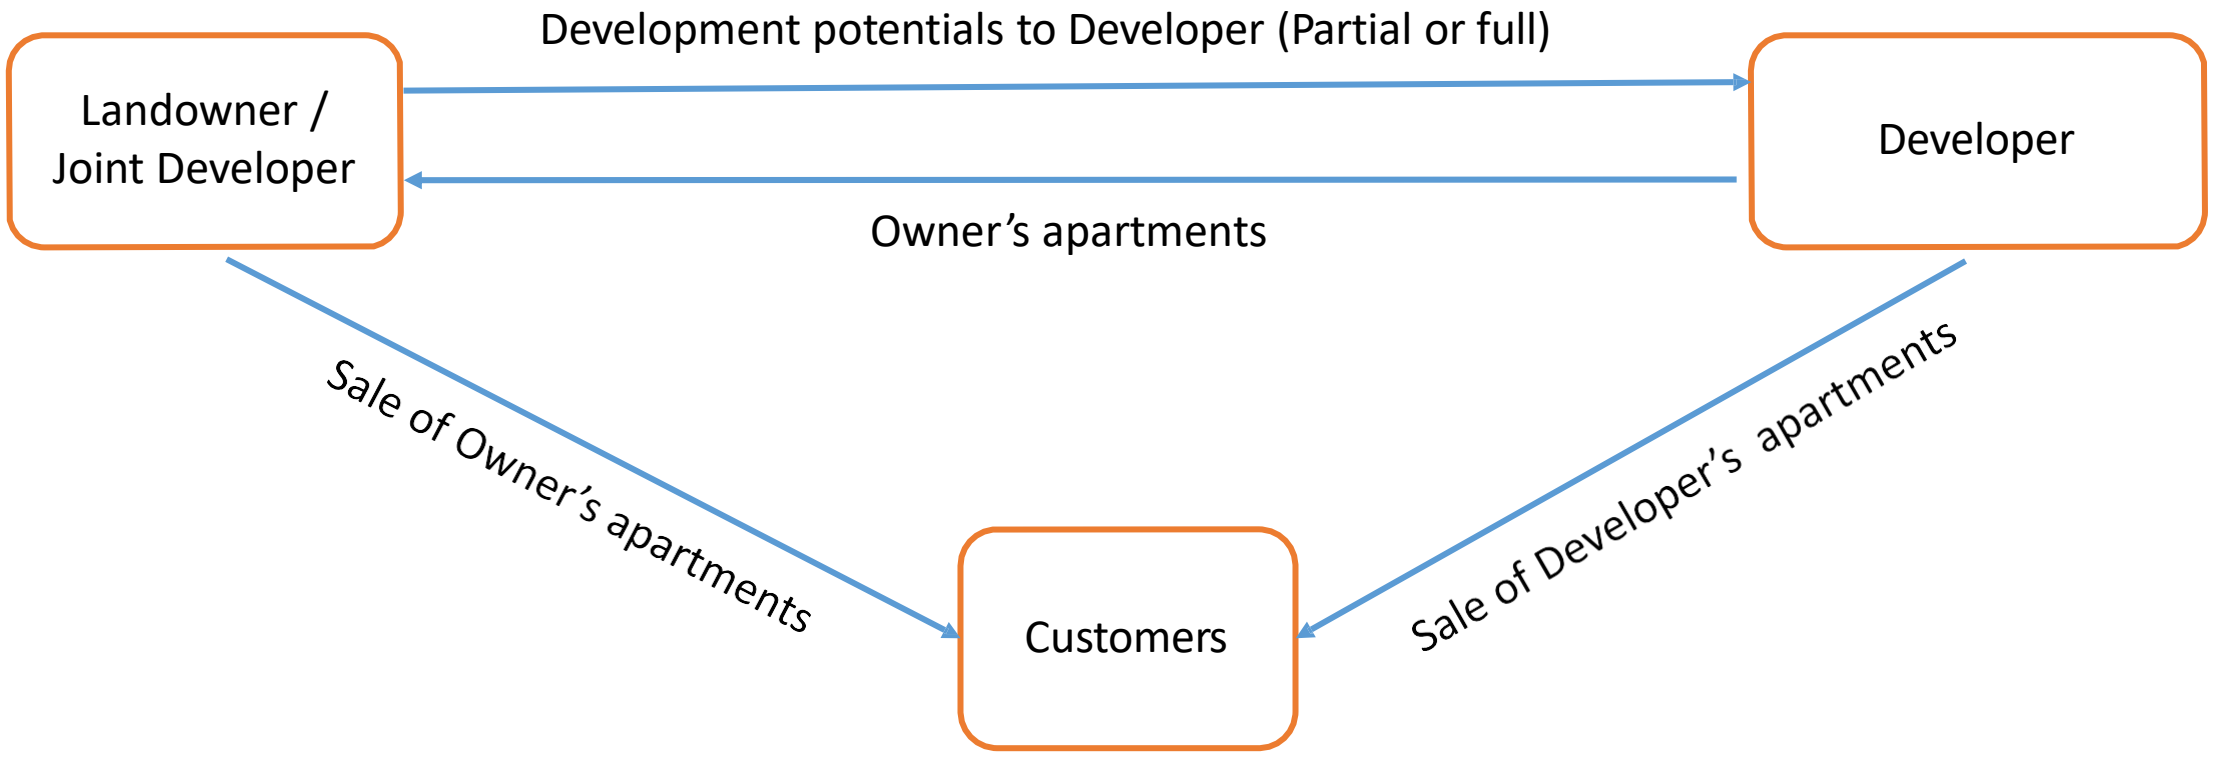 Development potentials to Developer (Partial or full)
Landowner /
Joint Developer
Developer
Owner’s apartments
Sale of Owner’s apartments
Sale of Developer’s  apartments
Customers